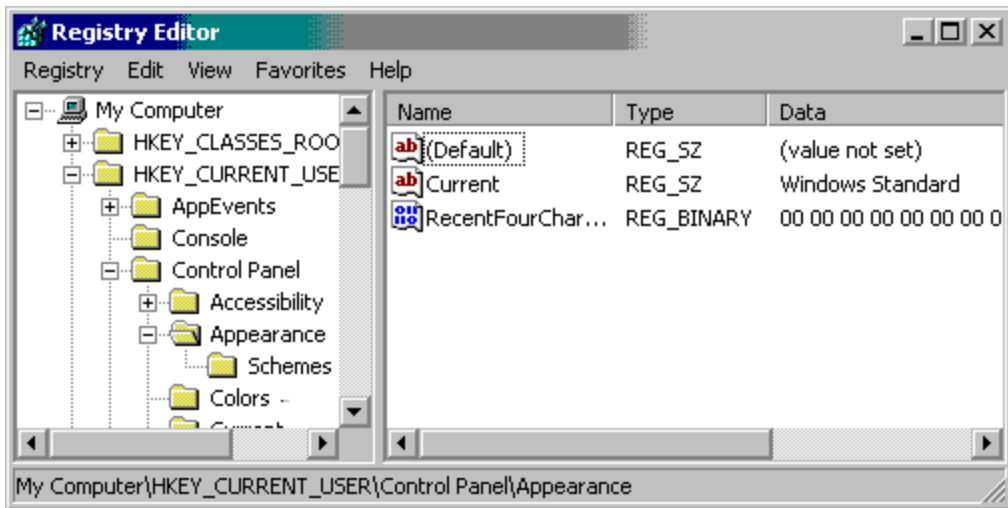 Registry Editor
Registry Edit View Favorites Help
My Computer
HKEY_CLASSES_ROO
HKEY_CURRENT_USE
AppEvents
Console
Control Panel
Accessibility
Appearance
Schemes
Colors
Name Type Data
(Default) REG_SZ (value not set)
Current REG_SZ Windows Standard
RecentFourChar... REG_BINARY 00 00 00 00 00 00 00 0
My Computer\HKEY_CURRENT_USER\Control Panel\Appearance